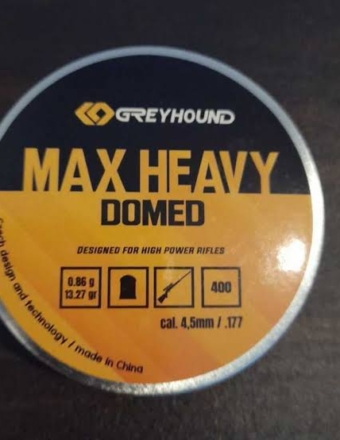 GREYHOUND
MAX HEAVY
DOMED
DESIGNED FOR HIGH POWER RIFLES
0.86 g
13.27 gr
400
cal. 4,5mm / .177
Czech design and technology / made in China